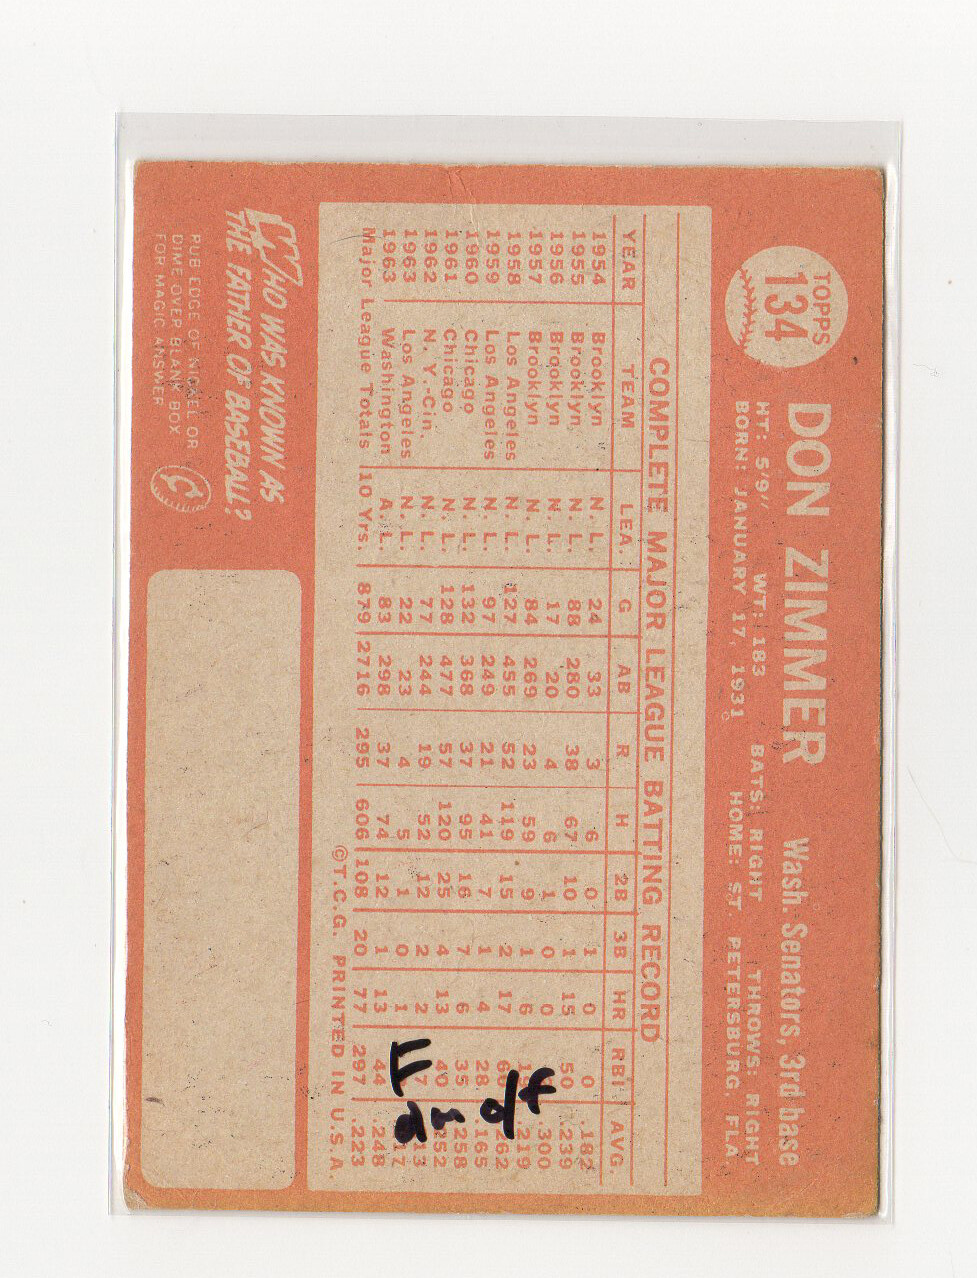 TOPPS
134
DON ZIMMER Wash. Senators, 3rd base
HT: 5'9" WT: 183 BATS: RIGHT THROWS: RIGHT
BORN: JANUARY 17, 1931 HOME: ST. PETERSBURG, FLA
COMPLETE MAJOR LEAGUE BATTING RECORD
YEAR TEAM LEA. G AB R H 2B 3B HR RBI AVG.
1954 Brooklyn N. L. 24 33 3 6 0 1 0 0 .182
1955 Brooklyn N. L. 88 280 38 67 10 1 15 50 .239
1956 Brooklyn N. L. 17 20 4 6 1 0 0 .300
1957 Brooklyn N. L. 84 269 23 59 9 1 6 .219
1958 Los Angeles N. L. 127 455 52 119 15 2 17 .262
1959 Los Angeles N. L. 97 249 21 41 7 1 4 28 .165
1960 Chicago N. L. 132 368 37 95 16 7 6 35 .258
1961 Chicago N. L. 128 477 57 120 25 4 13 40 .252
1962 N. Y.-Cin. N. L. 77 244 19 52 12 2 2
1963 Los Angeles N. L. 22 23 4 5 1 0 1
1963 Washington A. L. 83 298 37 74 12 1 13 44 .248
Major League Totals 10 Yrs. 879 2716 295 606 108 20 77 297 .223
©T.C.G. PRINTED IN U.S.A.
WHO WAS KNOWN AS
THE FATHER OF BASEBALL?
RUB EDGE OF NICKEL OR
DIME OVER BLANK BOX
FOR MAGIC ANSWER